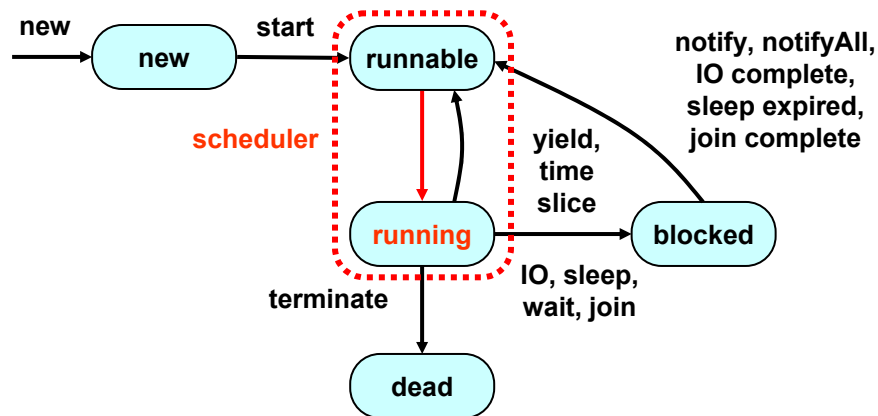 new
new
start
runnable
notify, notifyAll,
IO complete,
sleep expired,
join complete
scheduler
yield,
time
slice
running
blocked
terminate
IO, sleep,
wait, join
dead